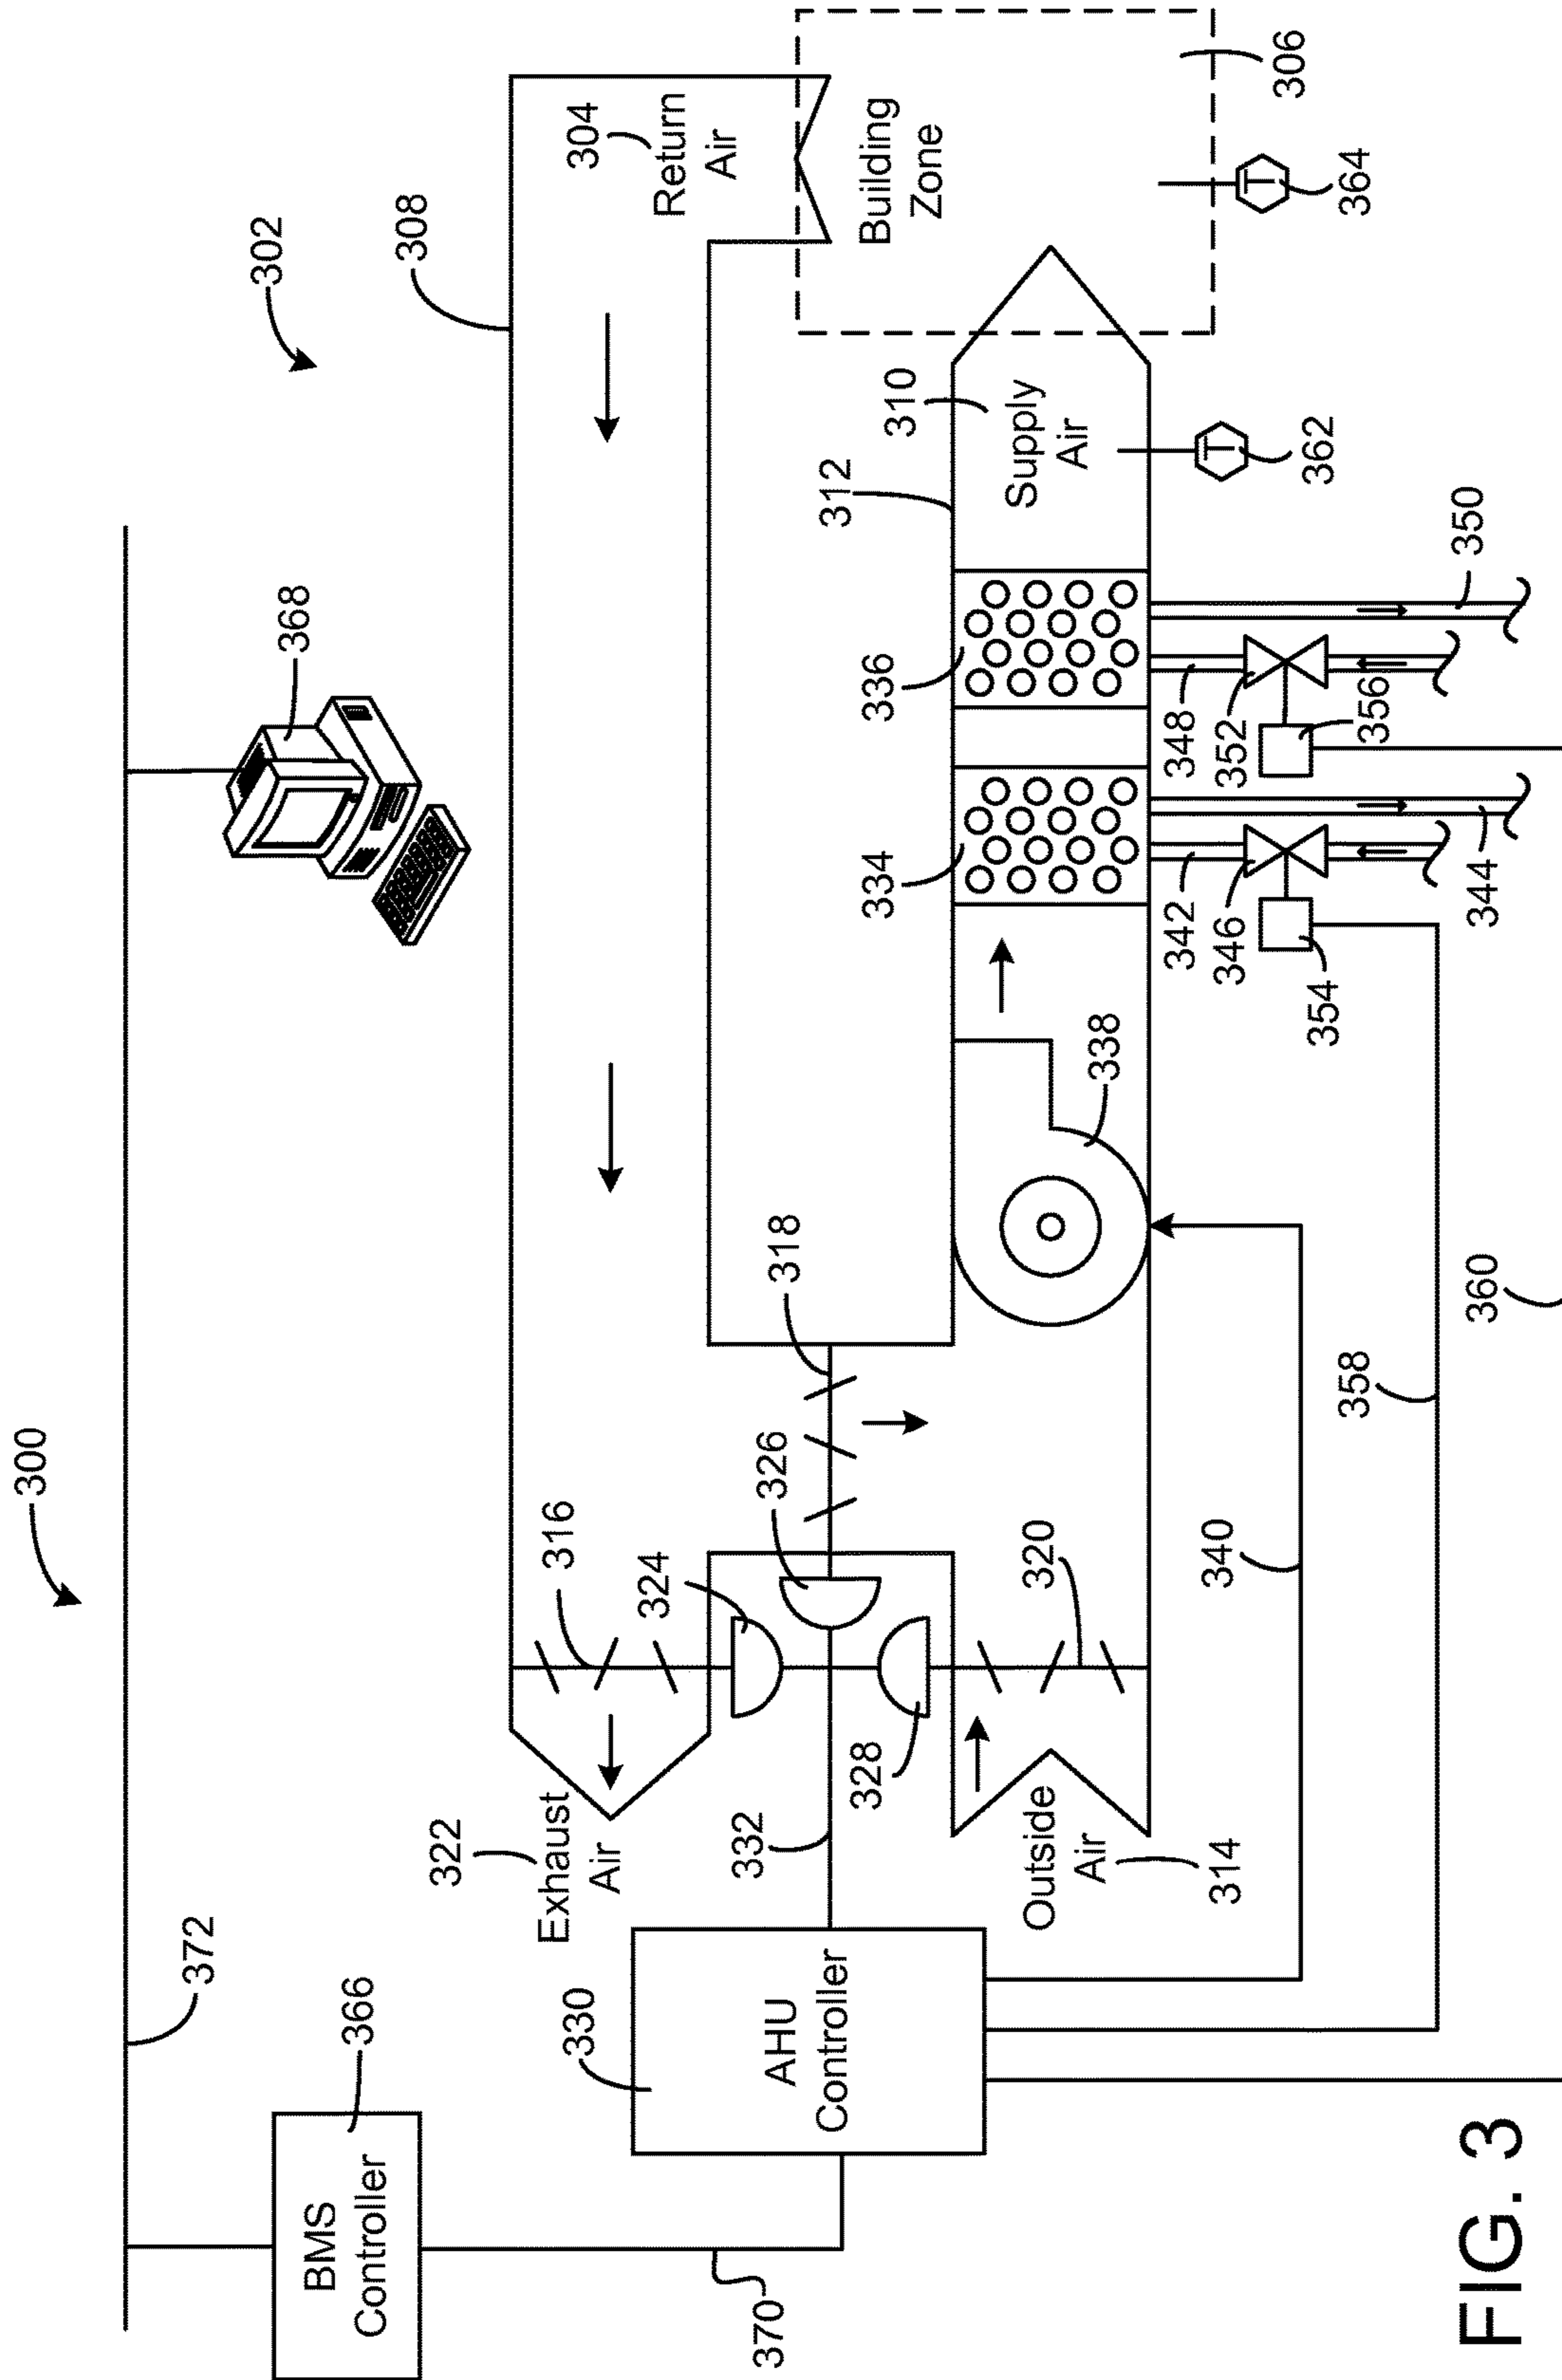 300
372
366
BMS
Controller
370
368
302
308
304
Return
Air
Building
Zone
306
364
322
Exhaust
Air
316
324
326
318
332
328
330
AHU
Controller
Outside
Air
314
320
338
334
336
312
310
Supply
Air
T
362
T
342
346
354
344
348
352
356
350
340
358
360
FIG. 3